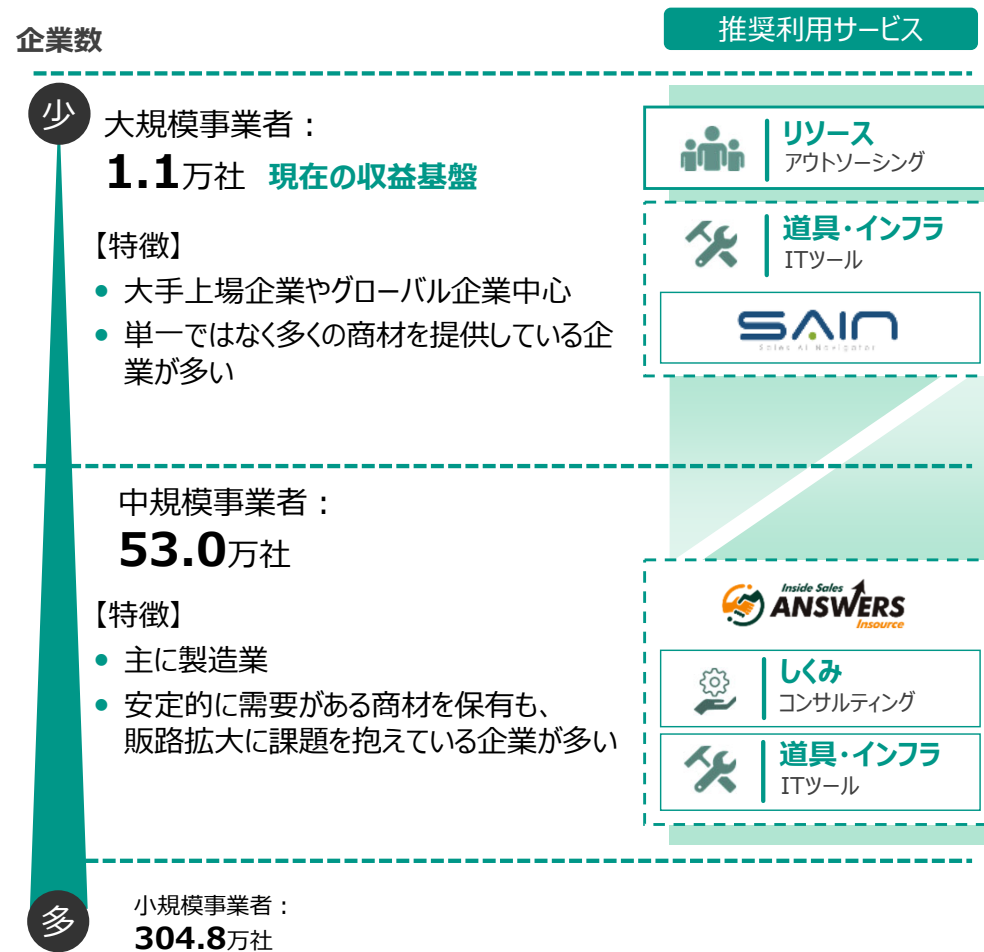 企業数
推奨利用サービス
少
大規模事業者：
1.1万社 現在の収益基盤
【特徴】
• 大手上場企業やグローバル企業中心
• 単一ではなく多くの商材を提供している企
業が多い
リソース
アウトソーシング
道具・インフラ
ITツール
SAIN
Sales AI Navigator
中規模事業者：
53.0万社
【特徴】
• 主に製造業
• 安定的に需要がある商材を保有も、
販路拡大に課題を抱えている企業が多い
Inside Sales
ANSWERS
Insource
しくみ
コンサルティング
道具・インフラ
ITツール
多
小規模事業者：
304.8万社